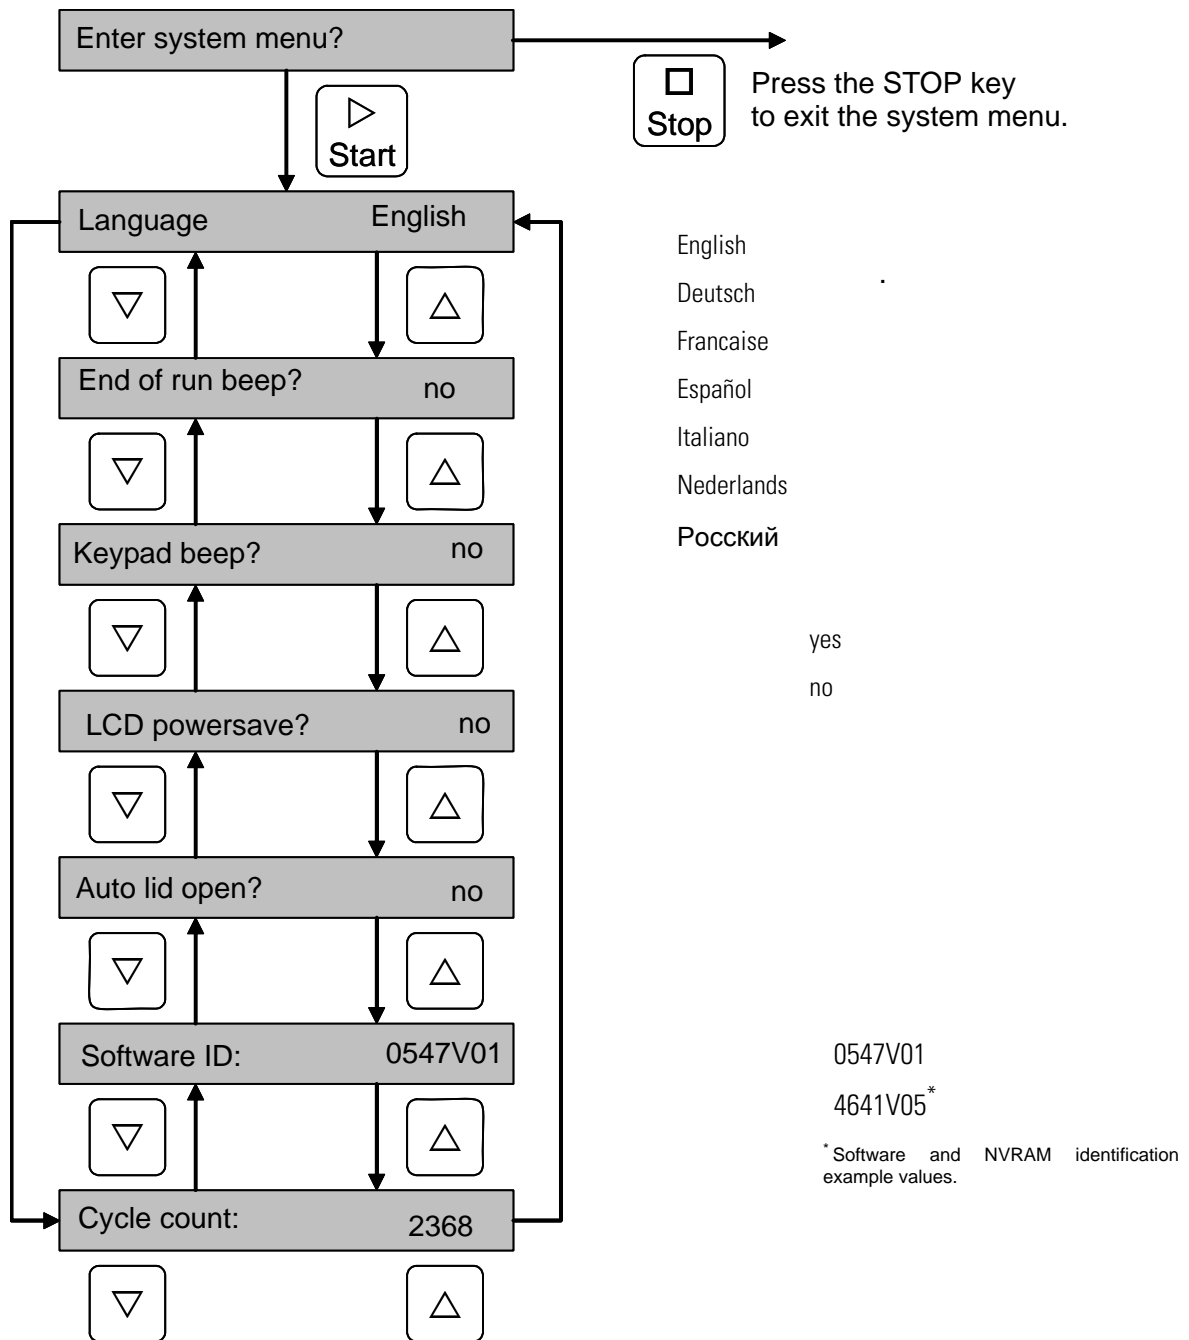 Enter system menu?
Stop
Press the STOP key
to exit the system menu.
Start
Language English
English
Deutsch
Francaise
Español
Italiano
Nederlands
Росский
End of run beep? no
Keypad beep? no
yes
no
LCD powersave? no
Auto lid open? no
Software ID: 0547V01
0547V01
4641V05*
* Software and NVRAM identification
example values.
Cycle count: 2368